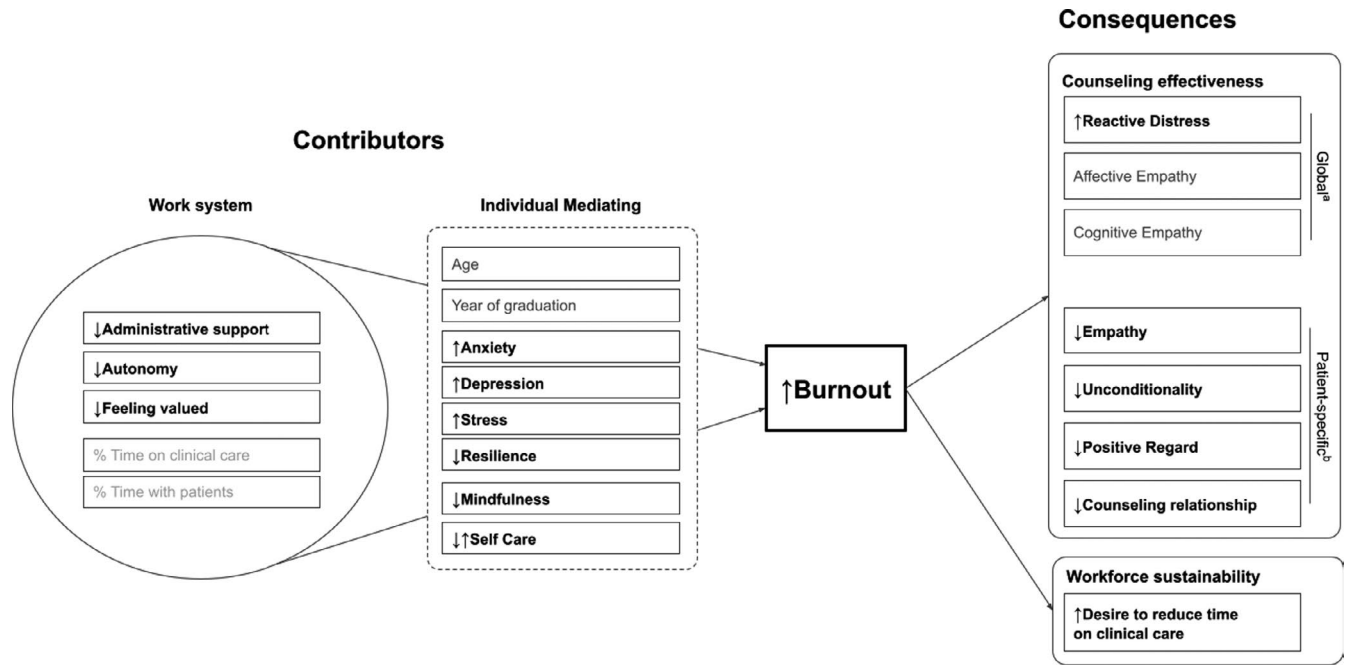 Contributors
Work system
↓Administrative support
↓Autonomy
↓Feeling valued
% Time on clinical care
% Time with patients
Individual Mediating
Age
Year of graduation
↑Anxiety
↑Depression
↑Stress
↓Resilience
↓Mindfulness
↓↑Self Care
↑Burnout
Consequences
Counseling effectiveness
↑Reactive Distress
Affective Empathy
Cognitive Empathy
Globalᵃ
↓Empathy
↓Unconditionality
↓Positive Regard
↓Counseling relationship
Patient-specificᵇ
Workforce sustainability
↑Desire to reduce time
on clinical care